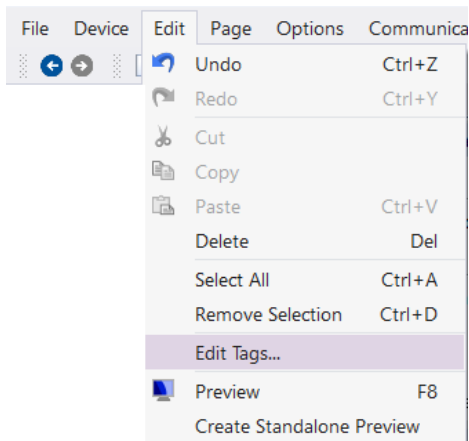 File Device Edit Page Options Communica
Undo Ctrl+Z
Redo Ctrl+Y
Cut
Copy
Paste Ctrl+V
Delete Del
Select All Ctrl+A
Remove Selection Ctrl+D
Edit Tags...
Preview F8
Create Standalone Preview